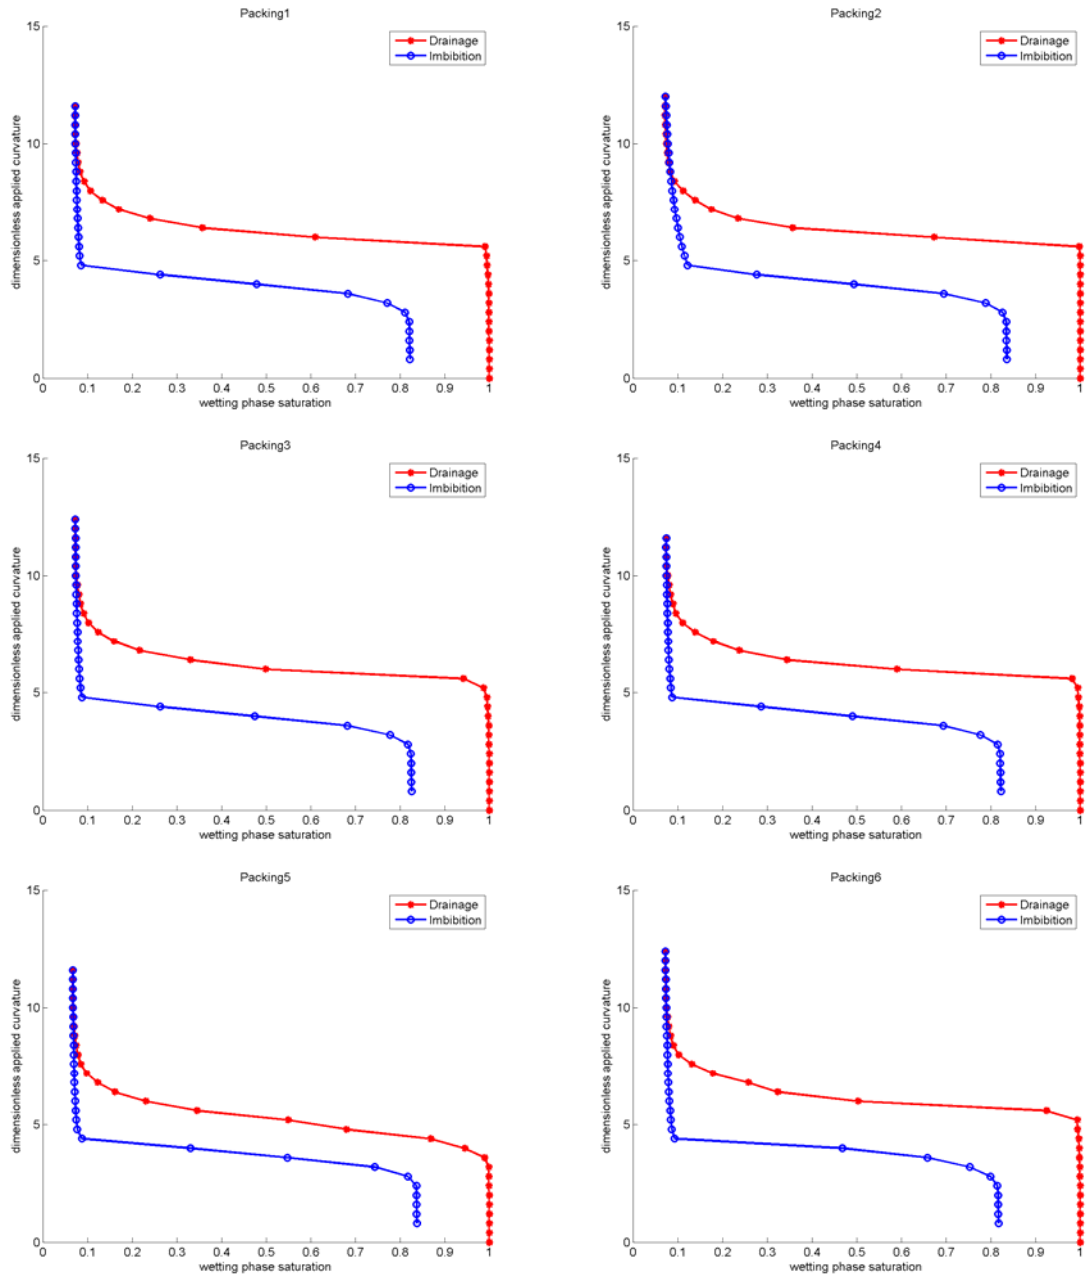 Packing1
15
10
5
0
dimensionless applied curvature
Drainage
Imbibition
0 0.1 0.2 0.3 0.4 0.5 0.6 0.7 0.8 0.9 1
wetting phase saturation
Packing2
15
10
5
0
dimensionless applied curvature
Drainage
Imbibition
0 0.1 0.2 0.3 0.4 0.5 0.6 0.7 0.8 0.9 1
wetting phase saturation
Packing3
15
10
5
0
dimensionless applied curvature
Drainage
Imbibition
0 0.1 0.2 0.3 0.4 0.5 0.6 0.7 0.8 0.9 1
wetting phase saturation
Packing4
15
10
5
0
dimensionless applied curvature
Drainage
Imbibition
0 0.1 0.2 0.3 0.4 0.5 0.6 0.7 0.8 0.9 1
wetting phase saturation
Packing5
15
10
5
0
dimensionless applied curvature
Drainage
Imbibition
0 0.1 0.2 0.3 0.4 0.5 0.6 0.7 0.8 0.9 1
wetting phase saturation
Packing6
15
10
5
0
dimensionless applied curvature
Drainage
Imbibition
0 0.1 0.2 0.3 0.4 0.5 0.6 0.7 0.8 0.9 1
wetting phase saturation